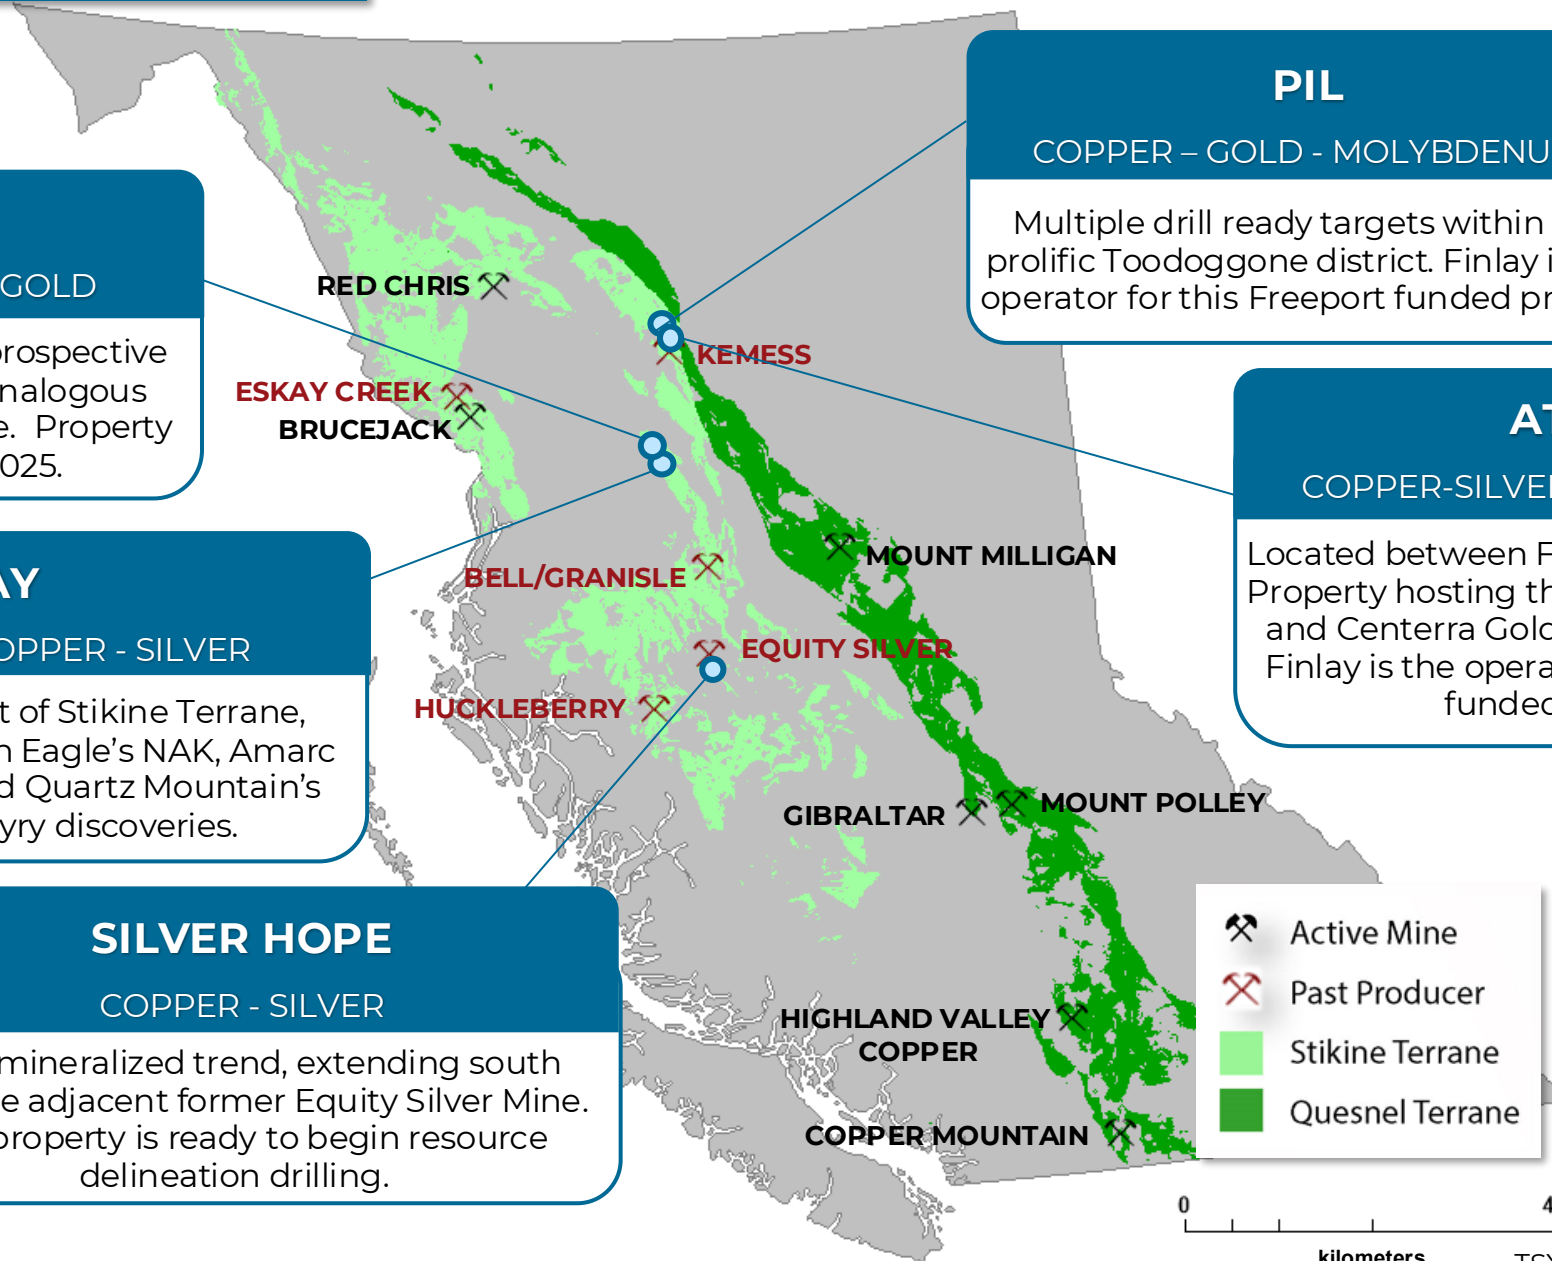 PIL
COPPER – GOLD - MOLYBDENU
Multiple drill ready targets within
prolific Toodoggone district. Finlay i
operator for this Freeport funded pr
GOLD
rospective
nalogous
e. Property
025.
RED CHRIS
KEMESS
ESKAY CREEK
BRUCEJACK
AT
COPPER-SILVE
Located between F
Property hosting th
and Centerra Gold
Finlay is the opera
funded
AY
OPPER - SILVER
t of Stikine Terrane,
n Eagle's NAK, Amarc
d Quartz Mountain's
yry discoveries.
MOUNT MILLIGAN
BELL/GRANISLE
EQUITY SILVER
HUCKLEBERRY
GIBRALTAR
MOUNT POLLEY
SILVER HOPE
COPPER - SILVER
mineralized trend, extending south
e adjacent former Equity Silver Mine.
property is ready to begin resource
delineation drilling.
HIGHLAND VALLEY
COPPER
COPPER MOUNTAIN
Active Mine
Past Producer
Stikine Terrane
Quesnel Terrane
0 4
kilometers
TSX